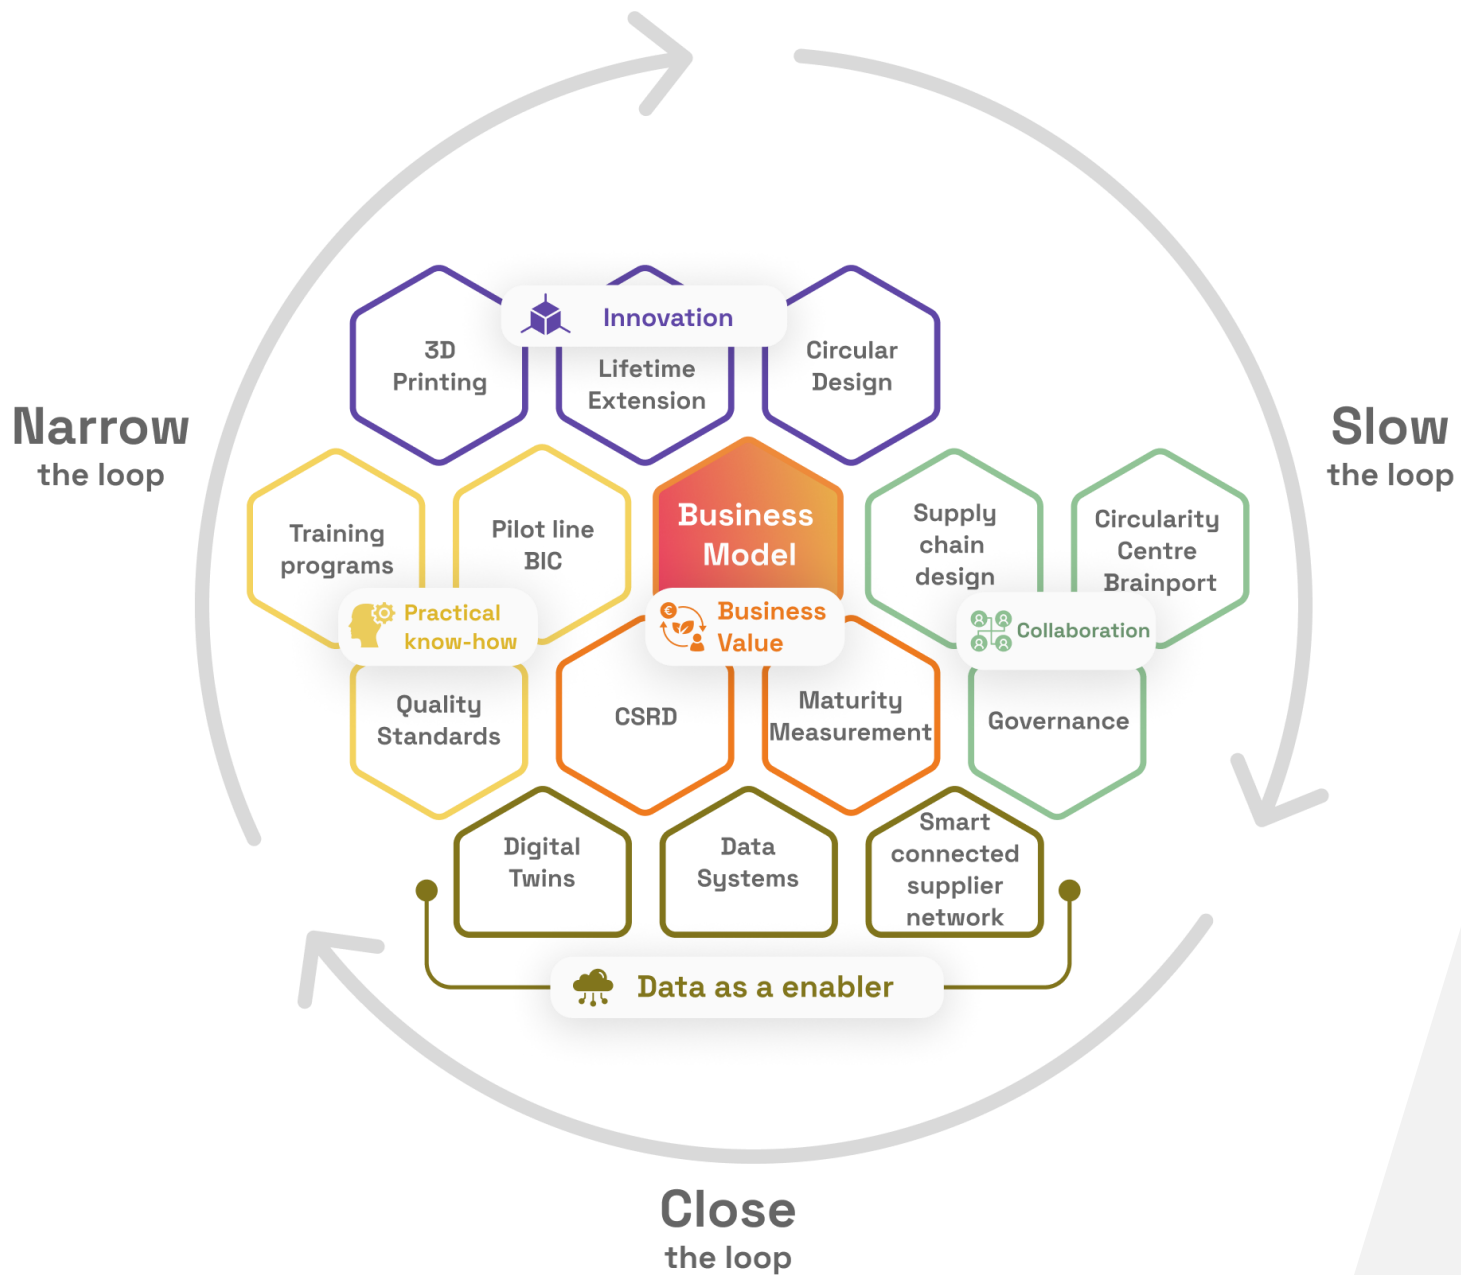 Narrow
the loop
Slow
the loop
Innovation
3D
Printing
Lifetime
Extension
Circular
Design
Training
programs
Pilot line
BIC
Practical
know-how
Quality
Standards
Business
Model
Business
Value
CSRD
Maturity
Measurement
Supply
chain
design
Circularity
Centre
Brainport
Collaboration
Governance
Digital
Twins
Data
Systems
Smart
connected
supplier
network
Data as a enabler
Close
the loop